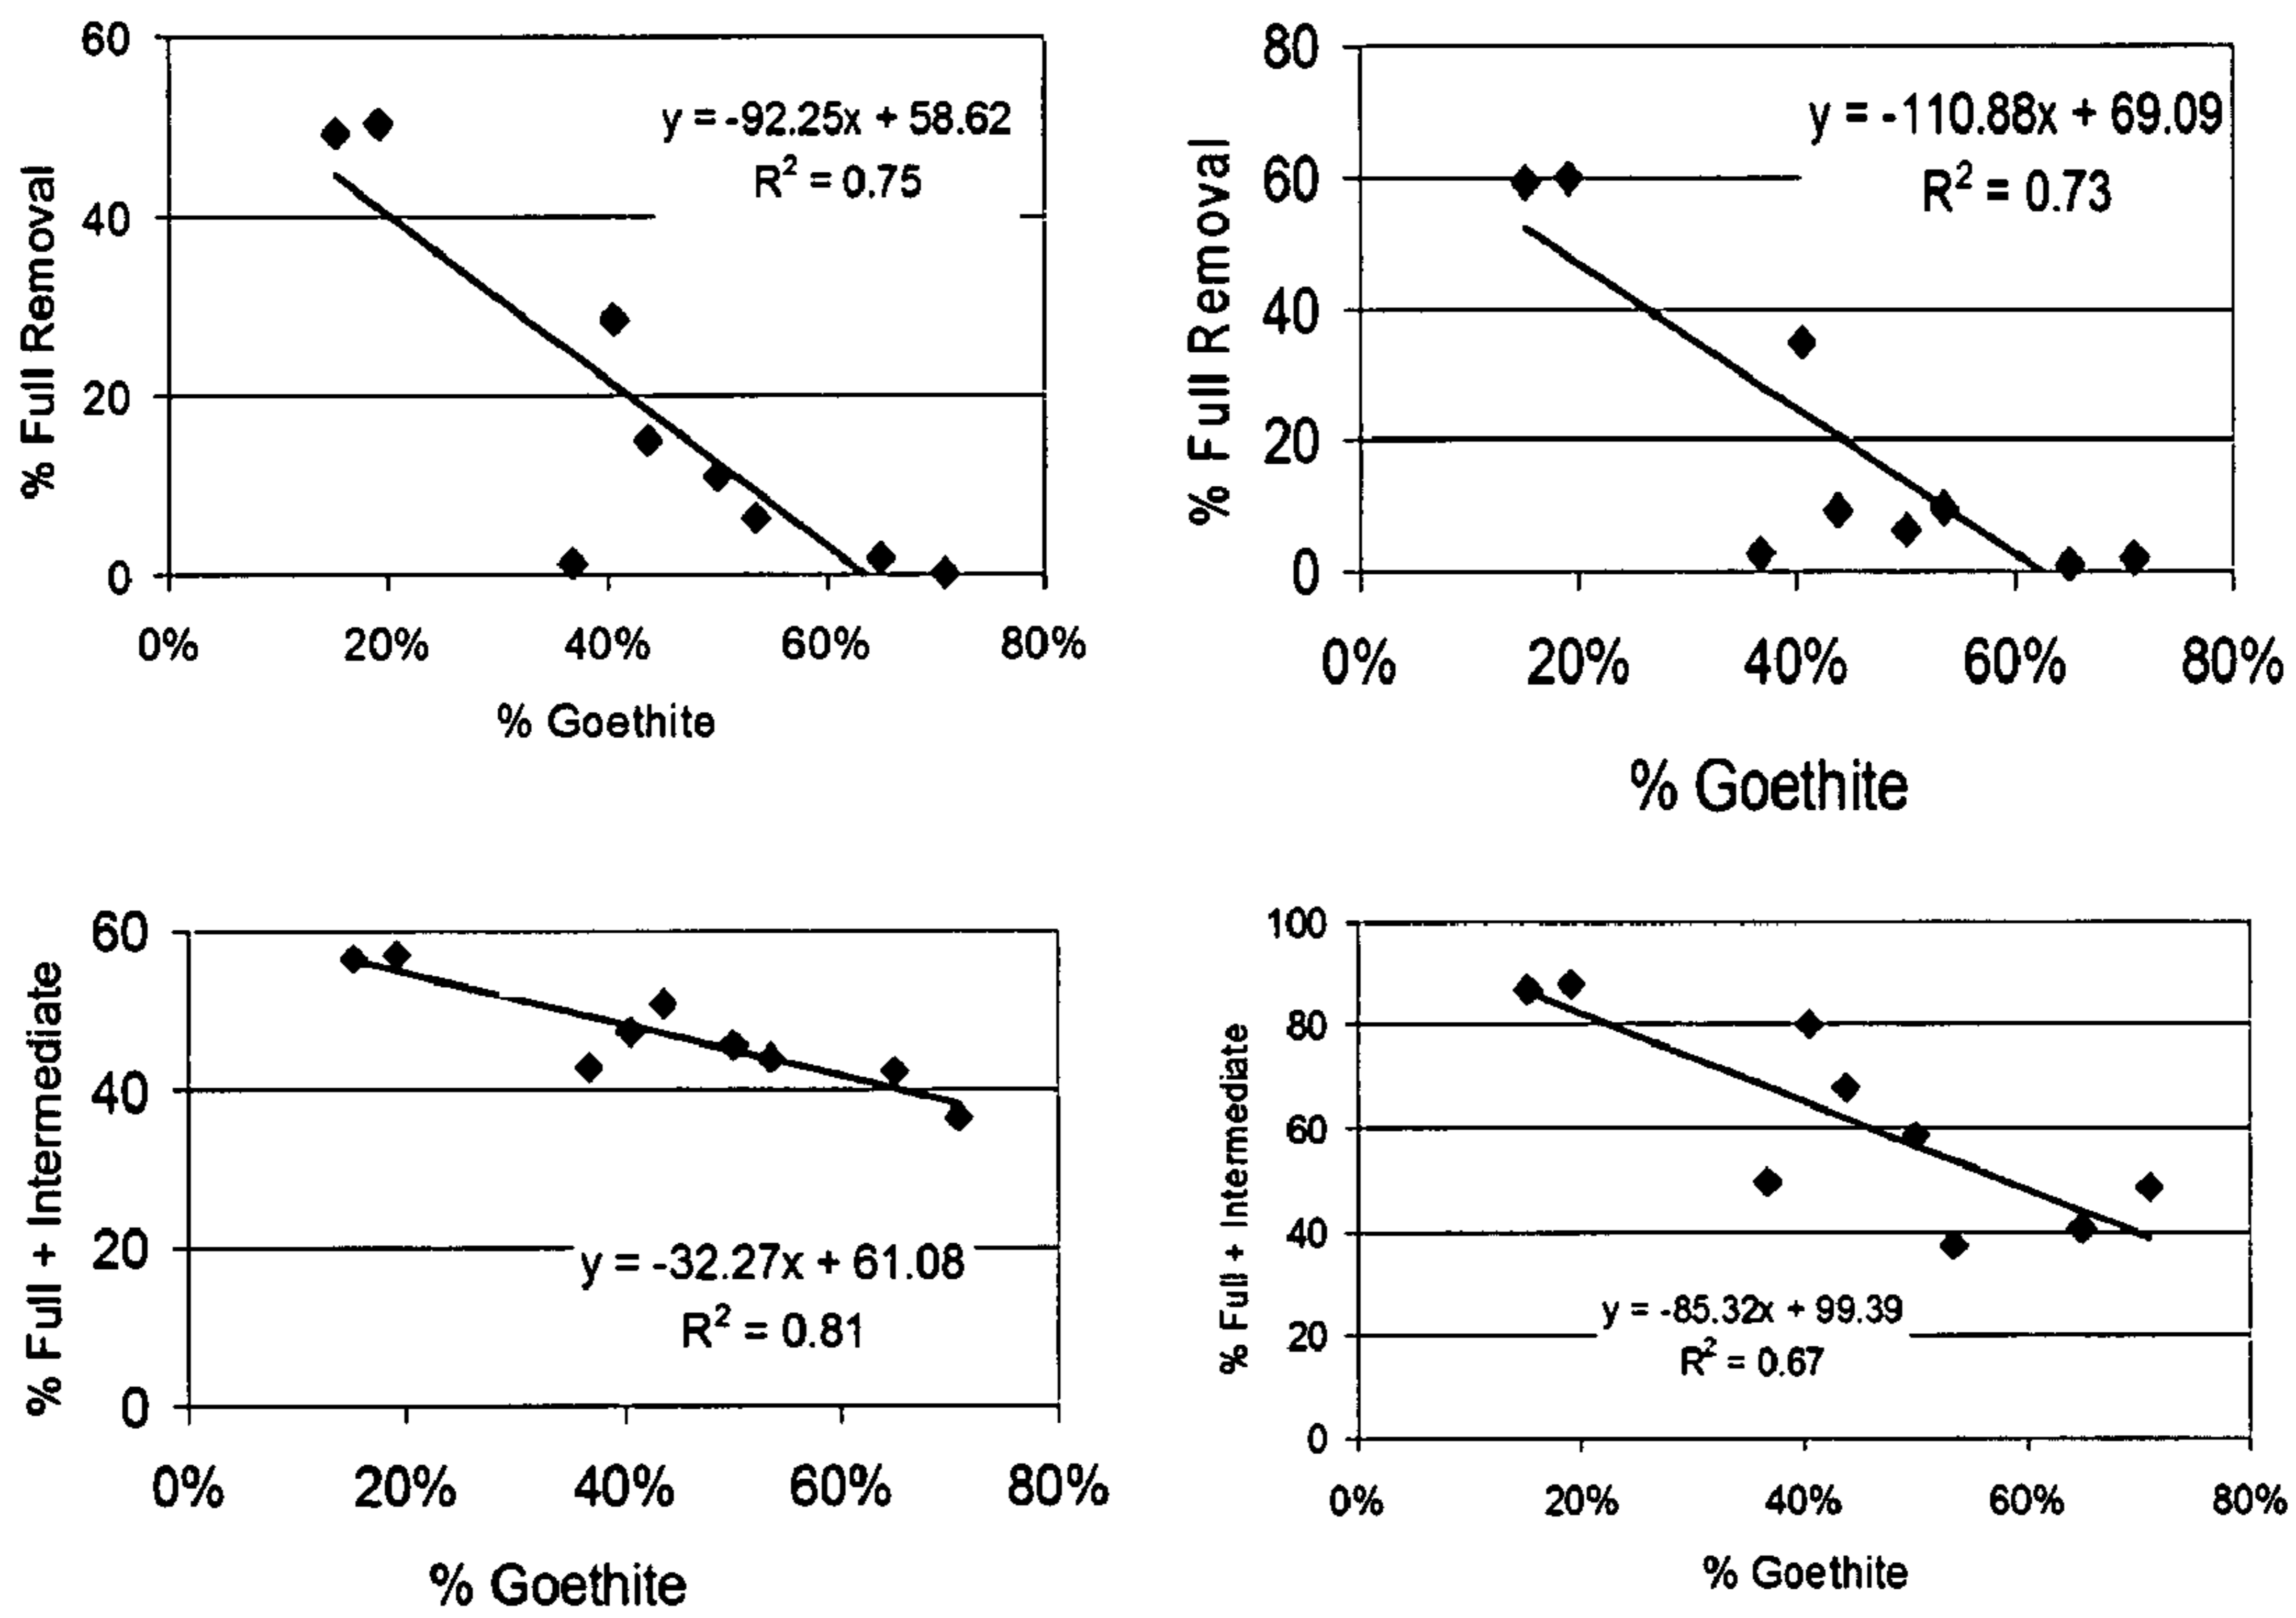 60
40
20
0
% Full Removal
y = -92.25x + 58.62
R² = 0.75
0% 20% 40% 60% 80%
% Goethite
80
60
40
20
0
% Full Removal
y = -110.88x + 69.09
R² = 0.73
0% 20% 40% 60% 80%
% Goethite
60
40
20
0
% Full + Intermediate
y = -32.27x + 61.08
R² = 0.81
0% 20% 40% 60% 80%
% Goethite
100
80
60
40
20
0
% Full + Intermediate
y = -85.32x + 99.39
R² = 0.67
0% 20% 40% 60% 80%
% Goethite